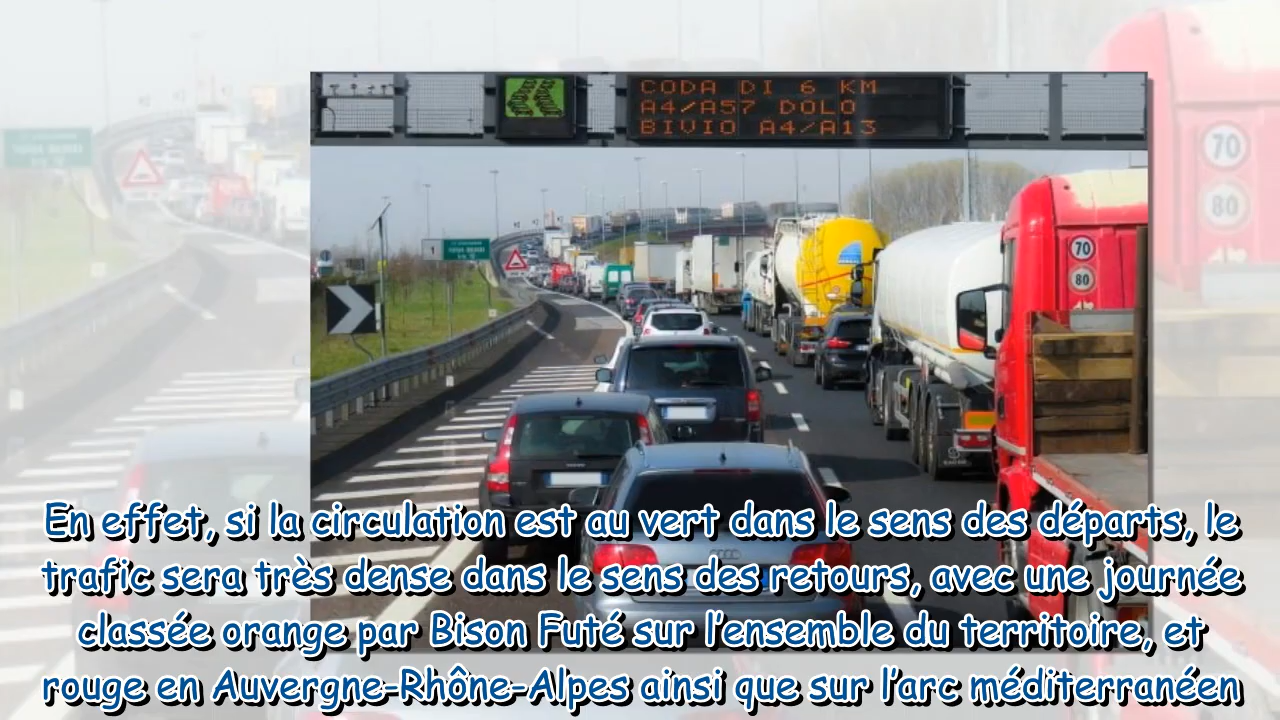 CODA DI 6 KM
A4/A57 DOLO
BIVIO A4/A13
70
80
70
80
En effet, si la circulation est au vert dans le sens des départs, le
trafic sera très dense dans le sens des retours, avec une journée
classée orange par Bison Futé sur l'ensemble du territoire, et
rouge en Auvergne-Rhône-Alpes ainsi que sur l'arc méditerranéen